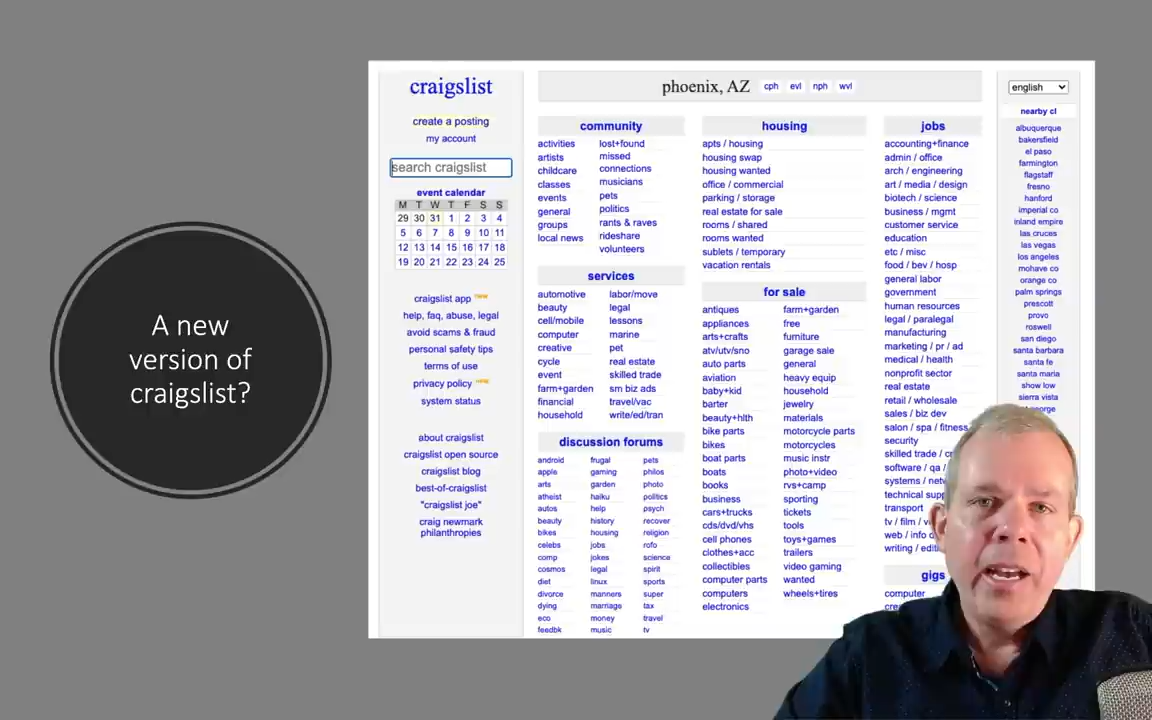 A new
version of
craigslist?
craigslist
create a posting
my account
search craigslist
event calendar
M T W T F S S
29 30 31 1 2 3 4
5 6 7 8 9 10 11
12 13 14 15 16 17 18
19 20 21 22 23 24 25
craigslist app new
help, faq, abuse, legal
avoid scams & fraud
personal safety tips
terms of use
privacy policy new
system status
about craigslist
craigslist open source
craigslist blog
best-of-craigslist
"craigslist joe"
craig newmark
philanthropies
phoenix, AZ cph evl nph wvl
community
activities
artists
childcare
classes
events
general
groups
local news
lost+found
missed
connections
musicians
pets
politics
rants & raves
rideshare
volunteers
services
automotive
beauty
cell/mobile
computer
creative
cycle
event
farm+garden
financial
household
labor/move
legal
lessons
marine
pet
real estate
skilled trade
sm biz ads
travel/vac
write/ed/tran
discussion forums
android
apple
arts
atheist
autos
beauty
bikes
celebs
comp
cosmos
diet
divorce
dying
eco
feedbk
frugal
gaming
garden
haiku
help
history
housing
jobs
jokes
legal
linux
manners
marriage
money
music
pets
philos
photo
politics
psych
recover
religion
rofo
science
spirit
sports
super
tax
travel
tv
housing
apts / housing
housing swap
housing wanted
office / commercial
parking / storage
real estate for sale
rooms / shared
rooms wanted
sublets / temporary
vacation rentals
for sale
antiques
appliances
arts+crafts
atv/utv/sno
auto parts
aviation
baby+kid
barter
beauty+hlth
bike parts
bikes
boat parts
boats
books
business
cars+trucks
cds/dvd/vhs
cell phones
clothes+acc
collectibles
computer parts
computers
electronics
farm+garden
free
furniture
garage sale
general
heavy equip
household
jewelry
materials
motorcycle parts
motorcycles
music instr
photo+video
rvs+camp
sporting
tickets
tools
toys+games
trailers
video gaming
wanted
wheels+tires
jobs
accounting+finance
admin / office
arch / engineering
art / media / design
biotech / science
business / mgmt
customer service
education
etc / misc
food / bev / hosp
general labor
government
human resources
legal / paralegal
manufacturing
marketing / pr / ad
medical / health
nonprofit sector
real estate
retail / wholesale
sales / biz dev
salon / spa / fitness
security
skilled trade /
software / qa /
systems /
technical
transport
tv / film /
web / info
writing /
gigs
computer
english
nearby cl
albuquerque
bakersfield
el paso
farmington
flagstaff
fresno
hanford
imperial co
inland empire
las cruces
las vegas
los angeles
mohave co
orange co
palm springs
prescott
provo
roswell
san diego
santa barbara
santa fe
santa maria
show low
sierra vista